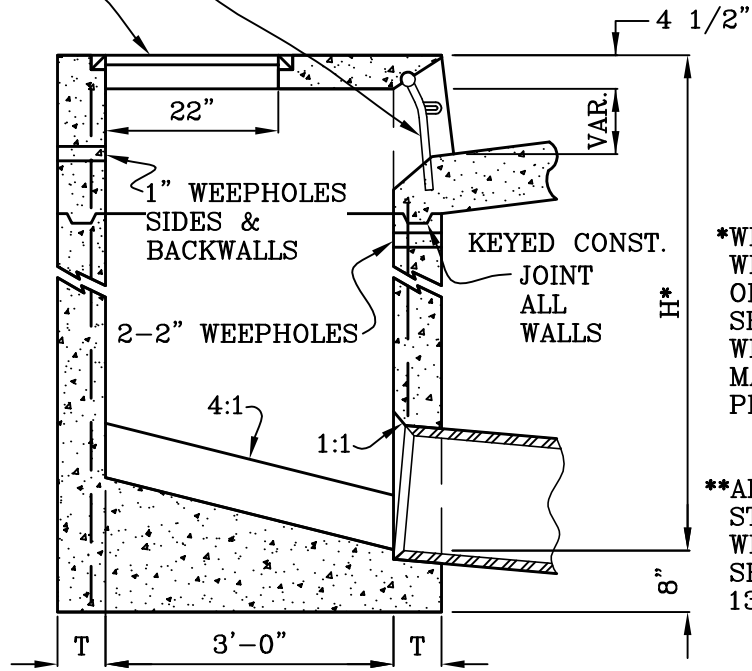 4 1/2"
22"
VAR.
1" WEEPHOLES
SIDES &
BACKWALLS
KEYED CONST.
JOINT
ALL
WALLS
2-2" WEEPHOLES
H*
4:1
1:1
8"
T
3'-0"
T